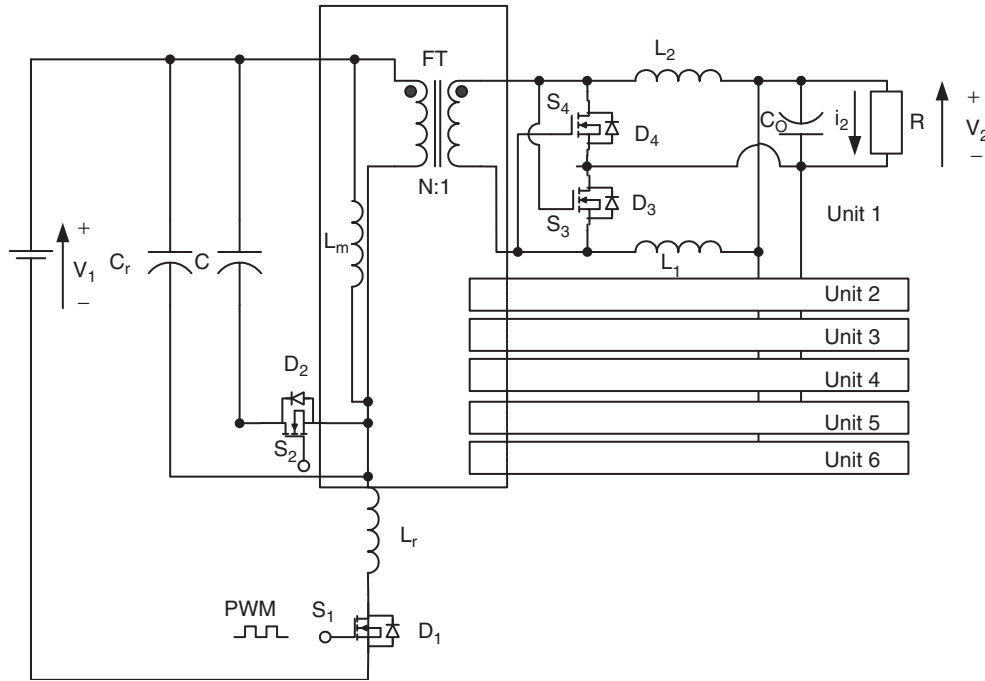 FT
L2
S4
CO
i2
R
+
V2
−
D4
N:1
D3
S3
Unit 1
+
V1
−
Cr
C
Lm
L1
Unit 2
Unit 3
Unit 4
Unit 5
Unit 6
D2
S2
Lr
PWM
S1
D1